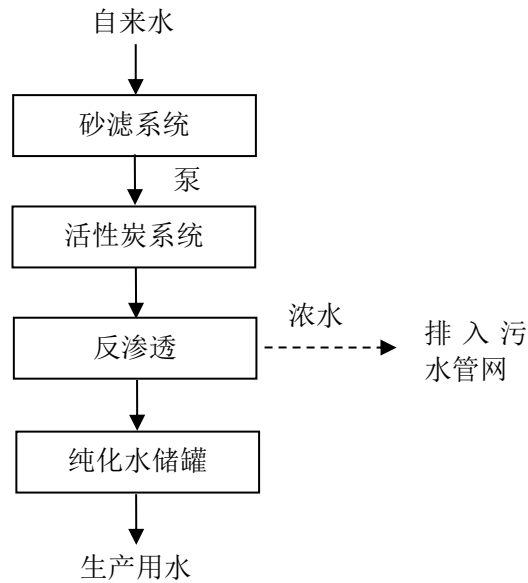 自来水
砂滤系统
泵
活性炭系统
浓水
反渗透
排入污
水管网
纯化水储罐
生产用水